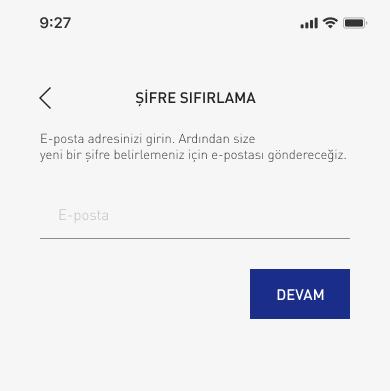 9:27
ŞİFRE SIFIRLAMA
E-posta adresinizi girin. Ardından size
yeni bir şifre belirlemeniz için e-postası göndereceğiz.
E-posta
DEVAM